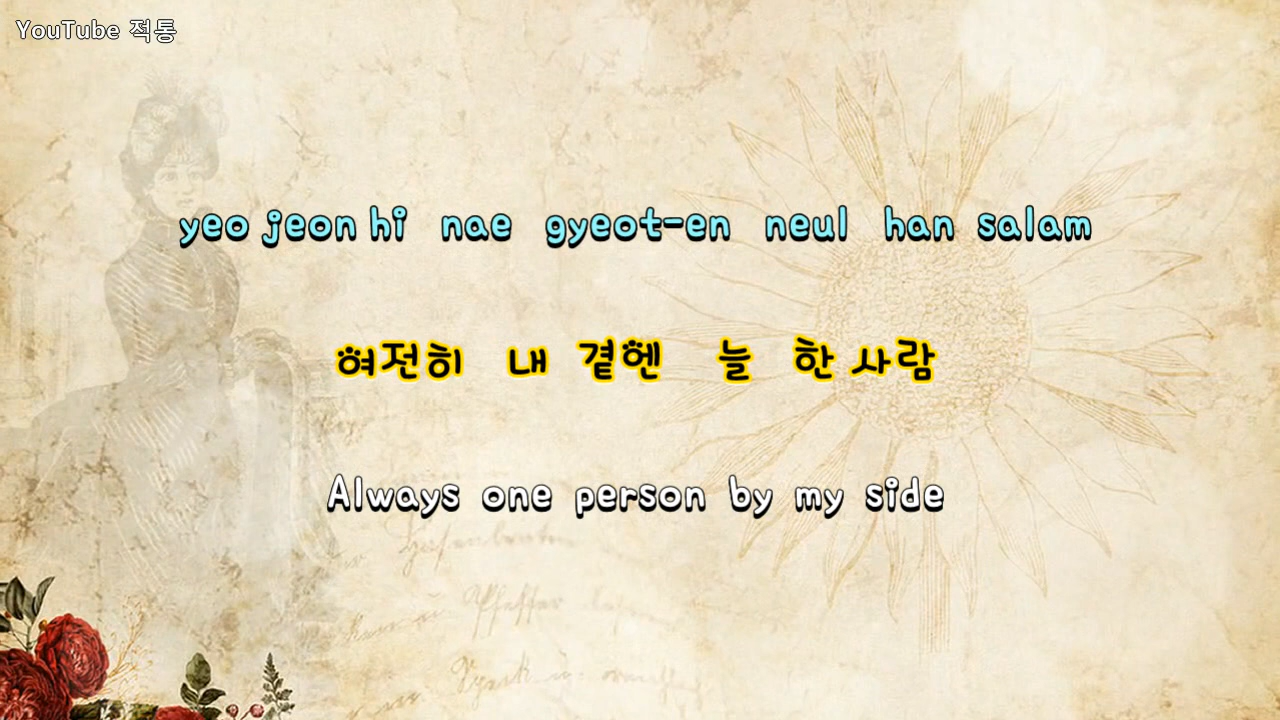 YouTube 적통
yeo jeon hi nae gyeot-en neul han salam
여전히 내 곁엔 늘 한 사람
Always one person by my side